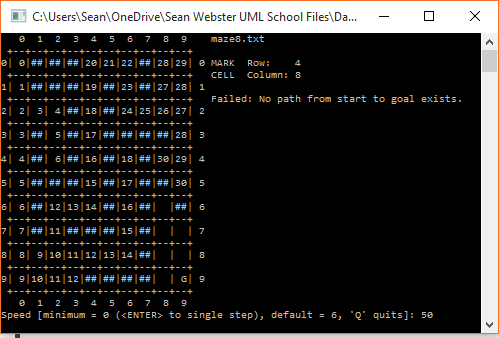 C:\Users\Sean\OneDrive\Sean Webster UML School Files\Da...
   0  1  2  3  4  5  6  7  8  9    maze8.txt
 +--+--+--+--+--+--+--+--+--+--+
0| 0|##|##|##|20|21|22|##|28|29| 0 MARK  Row:    4
 +--+--+--+--+--+--+--+--+--+--+   CELL  Column: 8
1| 1|##|##|##|19|##|23|##|27|28| 1
 +--+--+--+--+--+--+--+--+--+--+   Failed: No path from start to goal exists.
2| 2| 3| 4|##|18|##|24|25|26|27| 2
 +--+--+--+--+--+--+--+--+--+--+
3| 3|##| 5|##|17|##|##|##|##|28| 3
 +--+--+--+--+--+--+--+--+--+--+
4| 4|##| 6|##|16|##|18|##|30|29| 4
 +--+--+--+--+--+--+--+--+--+--+
5| 5|##|##|##|15|##|17|##|##|30| 5
 +--+--+--+--+--+--+--+--+--+--+
6| 6|##|12|13|14|##|16|##|  |##| 6
 +--+--+--+--+--+--+--+--+--+--+
7| 7|##|11|##|##|##|15|##|  |  | 7
 +--+--+--+--+--+--+--+--+--+--+
8| 8| 9|10|11|12|13|14|##|  |  | 8
 +--+--+--+--+--+--+--+--+--+--+
9| 9|10|11|12|##|##|##|##|  | G| 9
 +--+--+--+--+--+--+--+--+--+--+
   0  1  2  3  4  5  6  7  8  9
Speed [minimum = 0 (<ENTER> to single step), default = 6, 'Q' quits]: 50